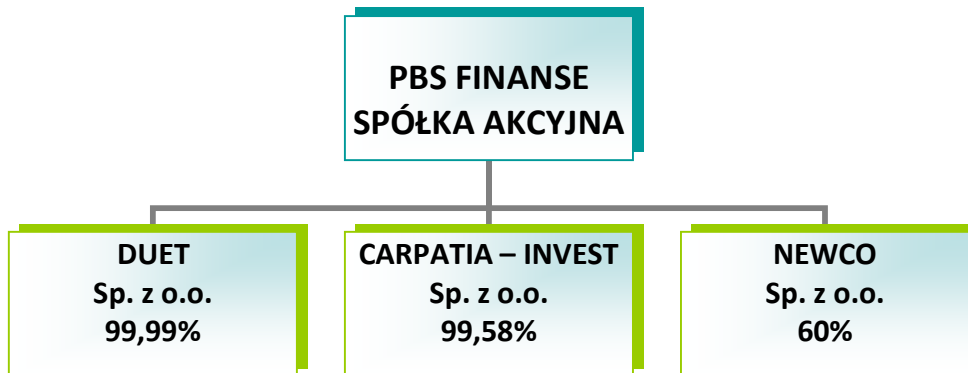 PBS FINANSE
SPÓŁKA AKCYJNA
DUET
Sp. z o.o.
99,99%
CARPATIA – INVEST
Sp. z o.o.
99,58%
NEWCO
Sp. z o.o.
60%